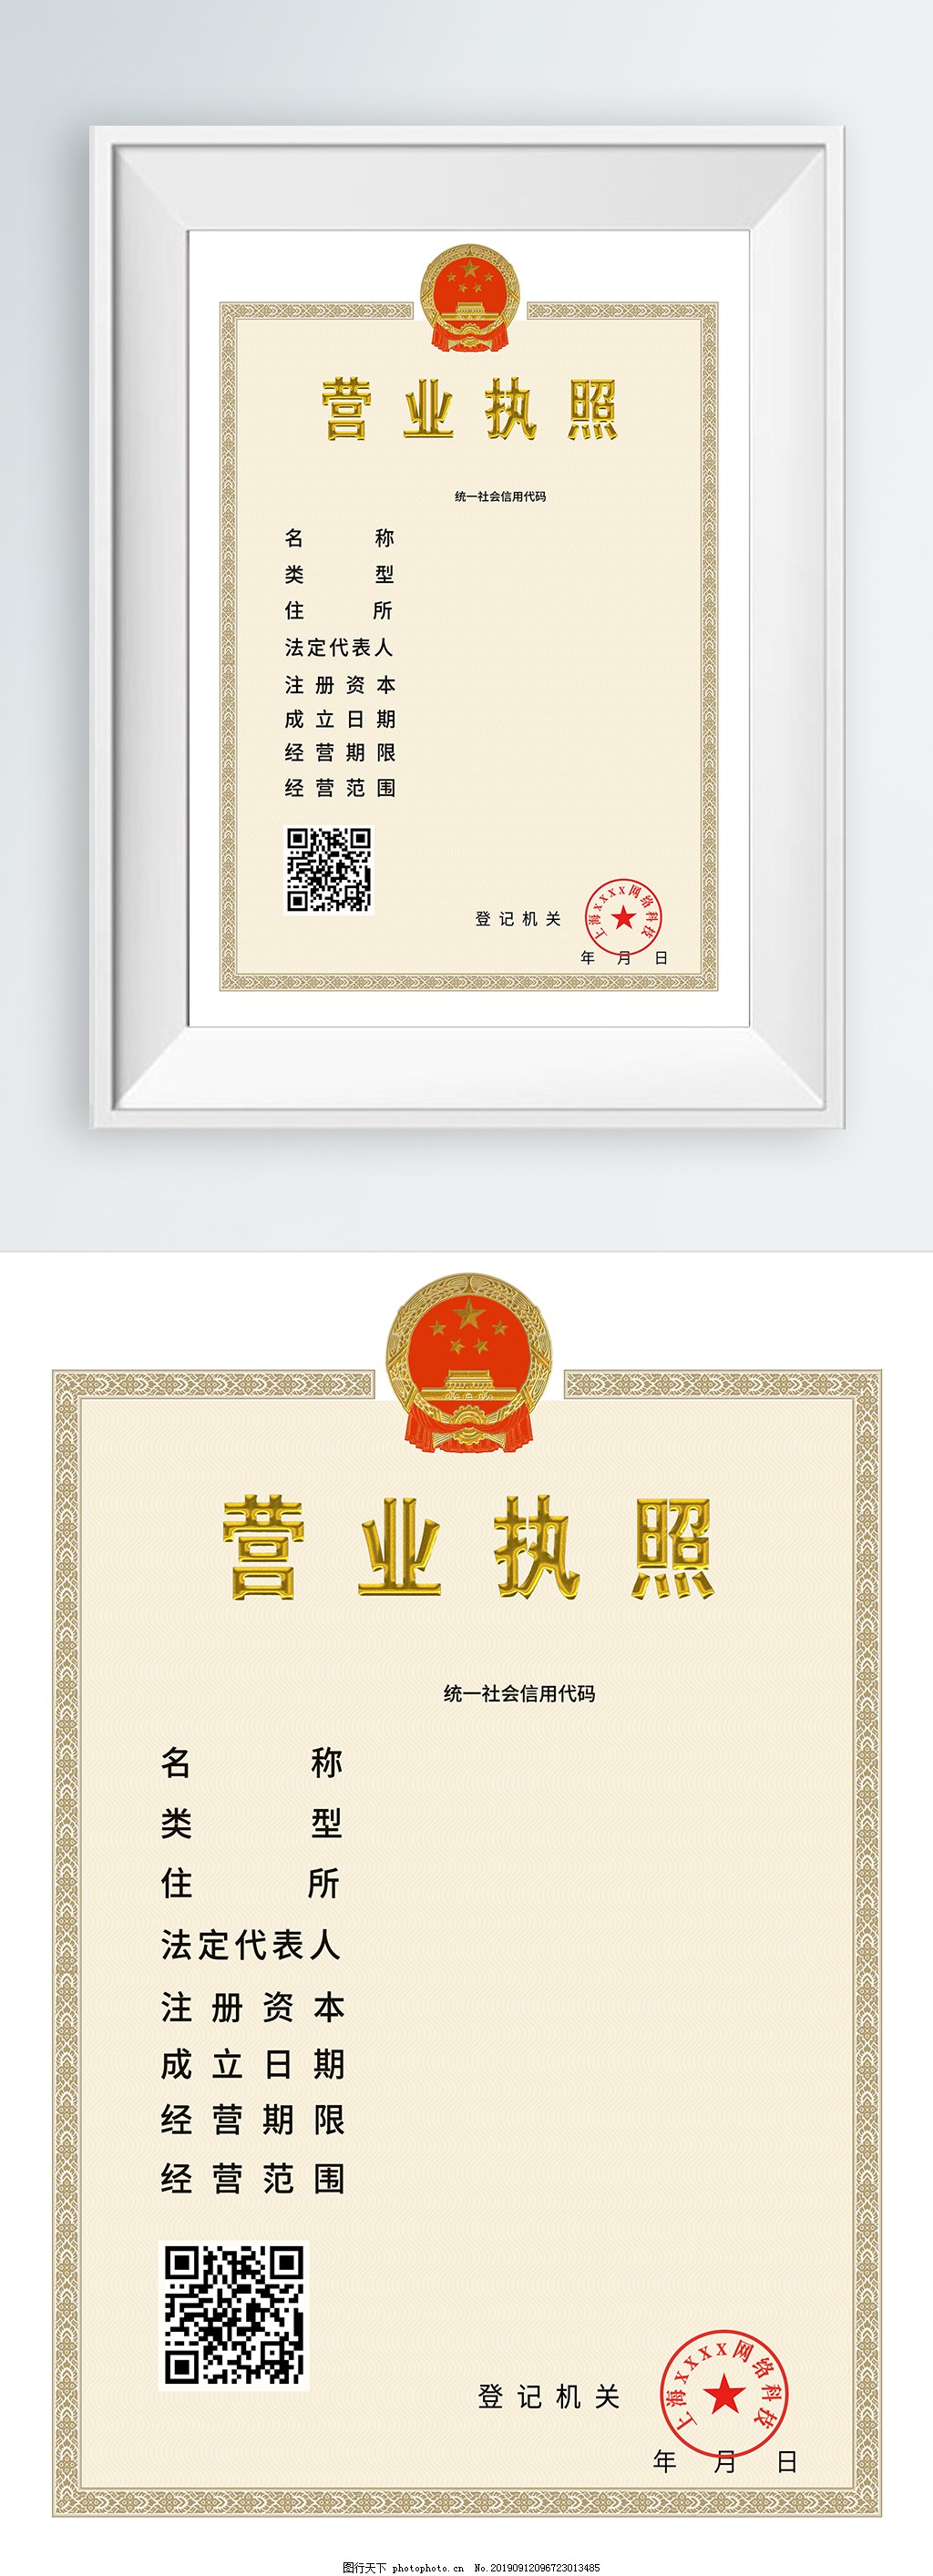 营业执照
统一社会信用代码
名称
类型
住所
法定代表人
注册资本
成立日期
经营期限
经营范围
登记机关
上海XXXX网络科技
年 月 日
营业执照
统一社会信用代码
名称
类型
住所
法定代表人
注册资本
成立日期
经营期限
经营范围
登记机关
上海XXXX网络科技
年 月 日
图行天下 photophoto.cn No.20190912096723013485